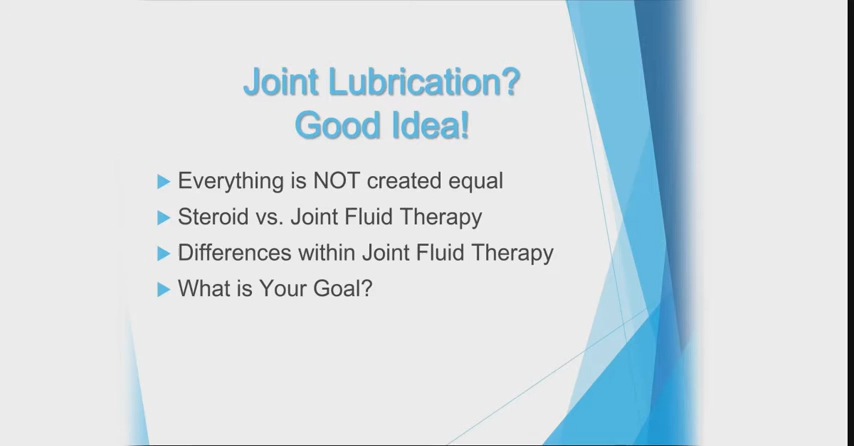 Joint Lubrication?
Good Idea!
Everything is NOT created equal
Steroid vs. Joint Fluid Therapy
Differences within Joint Fluid Therapy
What is Your Goal?